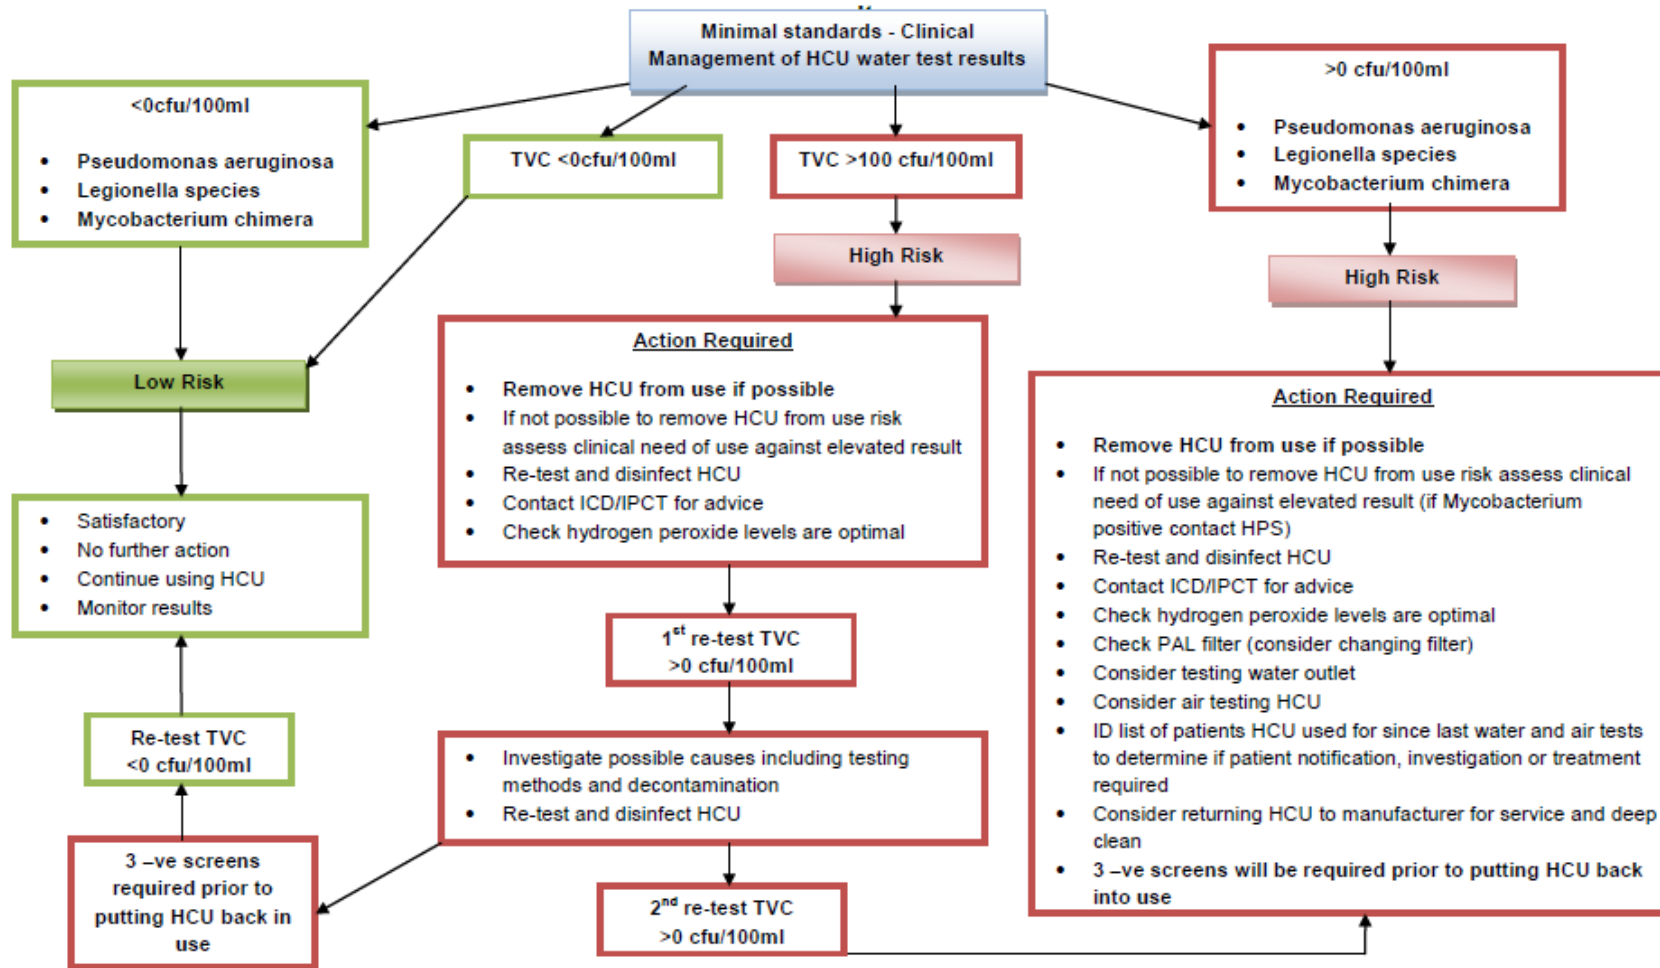 Minimal standards - Clinical
Management of HCU water test results
<0cfu/100ml
• Pseudomonas aeruginosa
• Legionella species
• Mycobacterium chimera
TVC <0cfu/100ml
TVC >100 cfu/100ml
>0 cfu/100ml
• Pseudomonas aeruginosa
• Legionella species
• Mycobacterium chimera
High Risk
High Risk
Low Risk
Action Required
• Remove HCU from use if possible
• If not possible to remove HCU from use risk
assess clinical need of use against elevated result
• Re-test and disinfect HCU
• Contact ICD/IPCT for advice
• Check hydrogen peroxide levels are optimal
Action Required
• Remove HCU from use if possible
• If not possible to remove HCU from use risk assess clinical
need of use against elevated result (if Mycobacterium
positive contact HPS)
• Re-test and disinfect HCU
• Contact ICD/IPCT for advice
• Check hydrogen peroxide levels are optimal
• Check PAL filter (consider changing filter)
• Consider testing water outlet
• Consider air testing HCU
• ID list of patients HCU used for since last water and air tests
to determine if patient notification, investigation or treatment
required
• Consider returning HCU to manufacturer for service and deep
clean
• 3 –ve screens will be required prior to putting HCU back
into use
• Satisfactory
• No further action
• Continue using HCU
• Monitor results
1st re-test TVC
>0 cfu/100ml
Re-test TVC
<0 cfu/100ml
• Investigate possible causes including testing
methods and decontamination
• Re-test and disinfect HCU
3 –ve screens
required prior to
putting HCU back in
use
2nd re-test TVC
>0 cfu/100ml